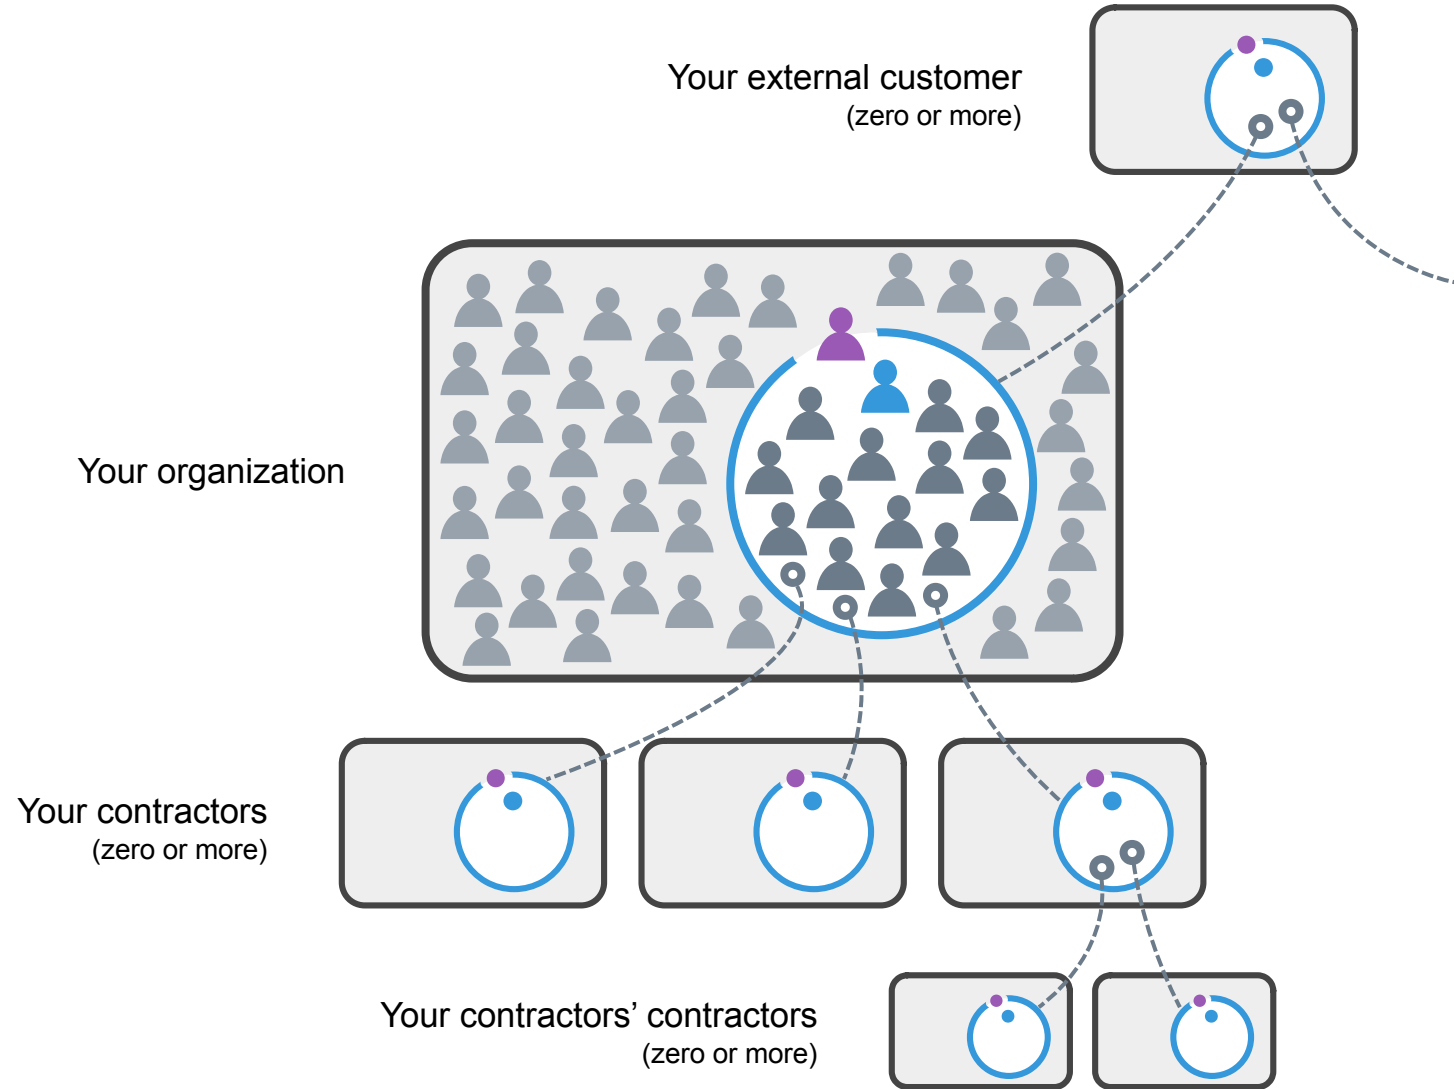 Your external customer
(zero or more)
Your organization
Your contractors
(zero or more)
Your contractors’ contractors
(zero or more)